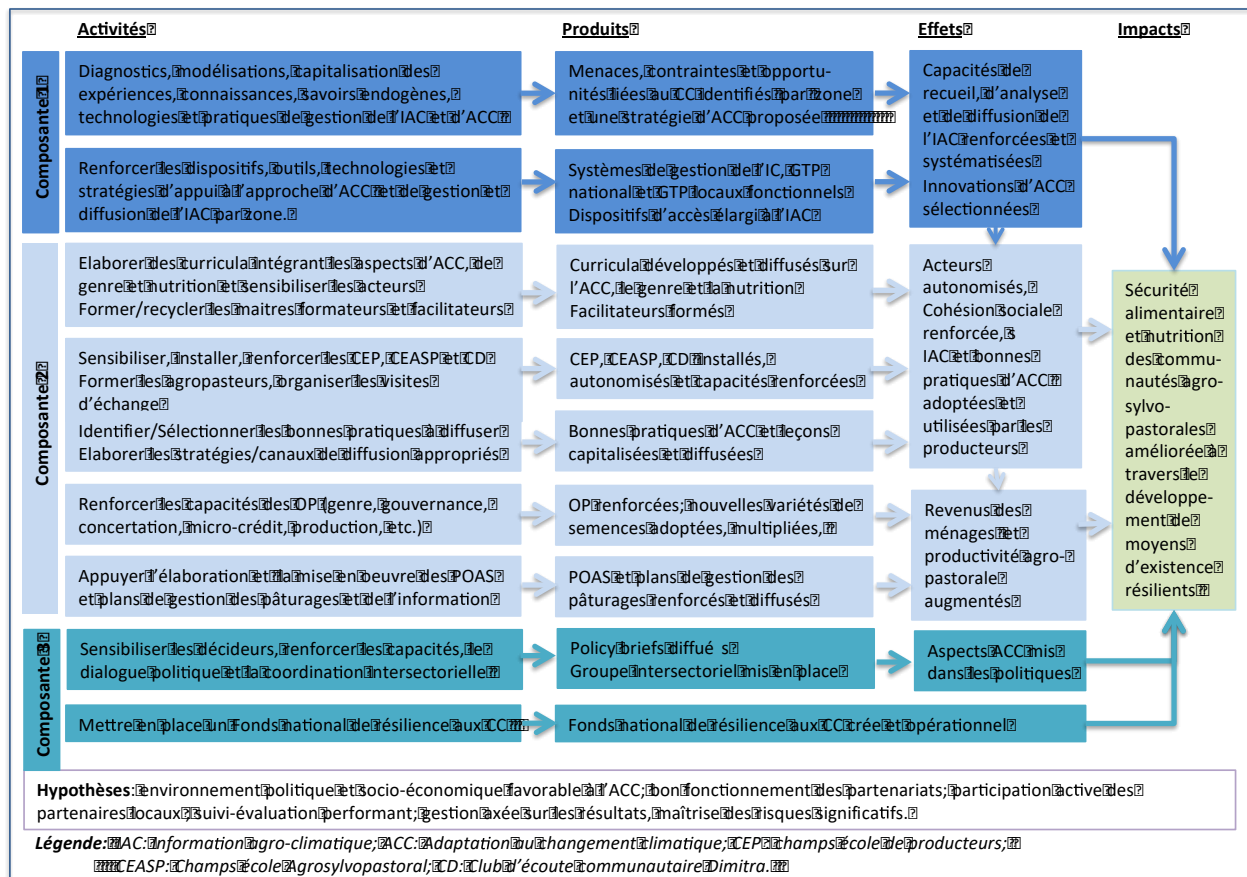 Activités
Produits
Effets
Impacts
Composante 1
Diagnostics, modélisations, capitalisation des
expériences, connaissances, savoirs endogènes,
technologies et pratiques de gestion de l'IAC et d'ACC
Menaces, contraintes et opportu-
nités liées au CC identifiés par zone
et une stratégie d'ACC proposée
Capacités de
recueil, d'analyse
et de diffusion de
l'IAC renforcées et
systématisées
Innovations d'ACC
sélectionnées
Renforcer les dispositifs, outils, technologies et
stratégies d'appui à l'approche d'ACC et de gestion et
diffusion de l'IAC par zone.
Systèmes de gestion de l'IC, GTP
national et GTP locaux fonctionnels
Dispositifs d'accès élargi à l'IAC
Composante 2
Elaborer des curricula intégrant les aspects d'ACC, de
genre et nutrition et sensibiliser les acteurs
Former/recycler les maitres formateurs et facilitateurs
Curricula développés et diffusés sur
l'ACC, le genre et la nutrition
Facilitateurs formés
Acteurs
autonomisés,
Cohésion sociale
renforcée, s
IAC et bonnes
pratiques d'ACC
adoptées et
utilisées par les
producteurs
Sensibiliser, installer, renforcer les CEP, CEASP et CD
Former les agropasteurs, organiser les visites
d'échange
CEP, CEASP, CD installés,
autonomisés et capacités renforcées
Identifier/Sélectionner les bonnes pratiques à diffuser
Elaborer les stratégies/canaux de diffusion appropriés
Bonnes pratiques d'ACC et leçons
capitalisées et diffusées
Renforcer les capacités des OP (genre, gouvernance,
concertation, micro-crédit, production, etc.)
OP renforcées; nouvelles variétés de
semences adoptées, multipliées,
Revenus des
ménages et
productivité agro-
pastorale
augmentés
Appuyer l'élaboration et la mise en oeuvre des POAS
et plans de gestion des pâturages et de l'information
POAS et plans de gestion des
pâturages renforcés et diffusés
Sécurité
alimentaire
et nutrition
des commu-
nautés agro-
sylvo-
pastorales
améliorée à
travers le
développe-
ment de
moyens
d'existence
résilients
Composante 3
Sensibiliser les décideurs, renforcer les capacités, le
dialogue politique et la coordination intersectorielle
Policy briefs diffué s
Groupe intersectoriel mis en place
Aspects ACC mis
dans les politiques
Mettre en place un Fonds national de résilience aux CC
Fonds national de résilience aux CC crée et opérationnel
Hypothèses: environnement politique et socio-économique favorable à l'ACC; bon fonctionnement des partenariats; participation active des
partenaires locaux; suivi-évaluation performant; gestion axée sur les résultats, maîtrise des risques significatifs.
Légende: IAC: Information agro-climatique; ACC: Adaptation au changement climatique; CEP: champs école de producteurs;
CEASP: Champs école Agrosylvopastoral; CD: Club d'écoute communautaire Dimitra.